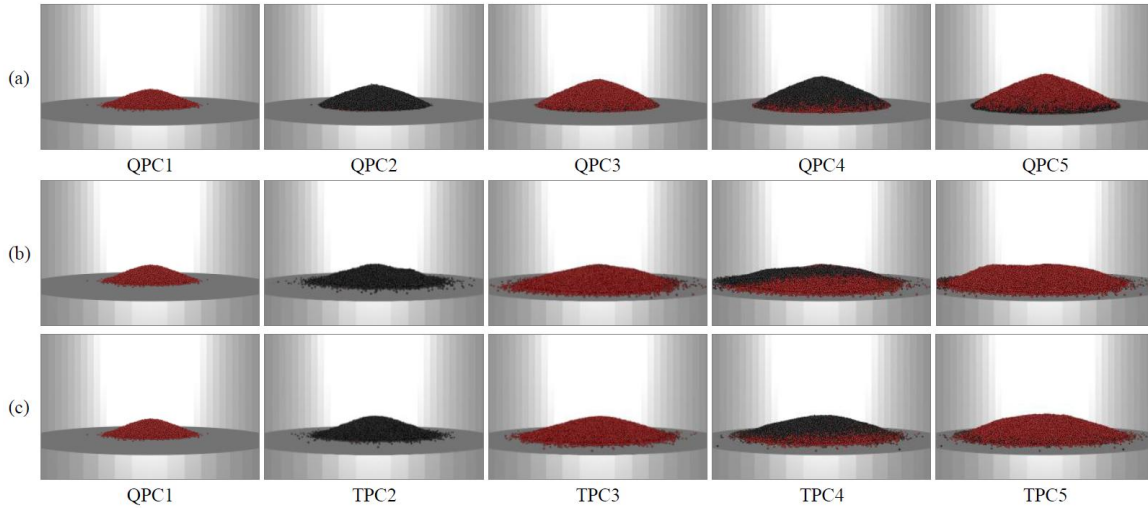 (a)
QPC1 QPC2 QPC3 QPC4 QPC5
(b)
(c)
QPC1 TPC2 TPC3 TPC4 TPC5